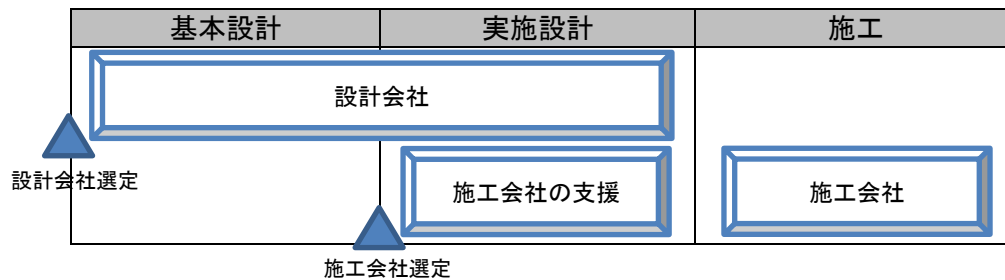 基本設計 実施設計 施工
設計会社
設計会社選定
施工会社の支援 施工会社
施工会社選定